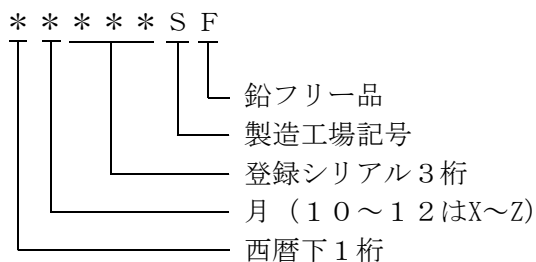 ＊＊＊＊＊ＳＦ
鉛フリー品
製造工場記号
登録シリアル３桁
月（１０～１２はX～Z）
西暦下１桁